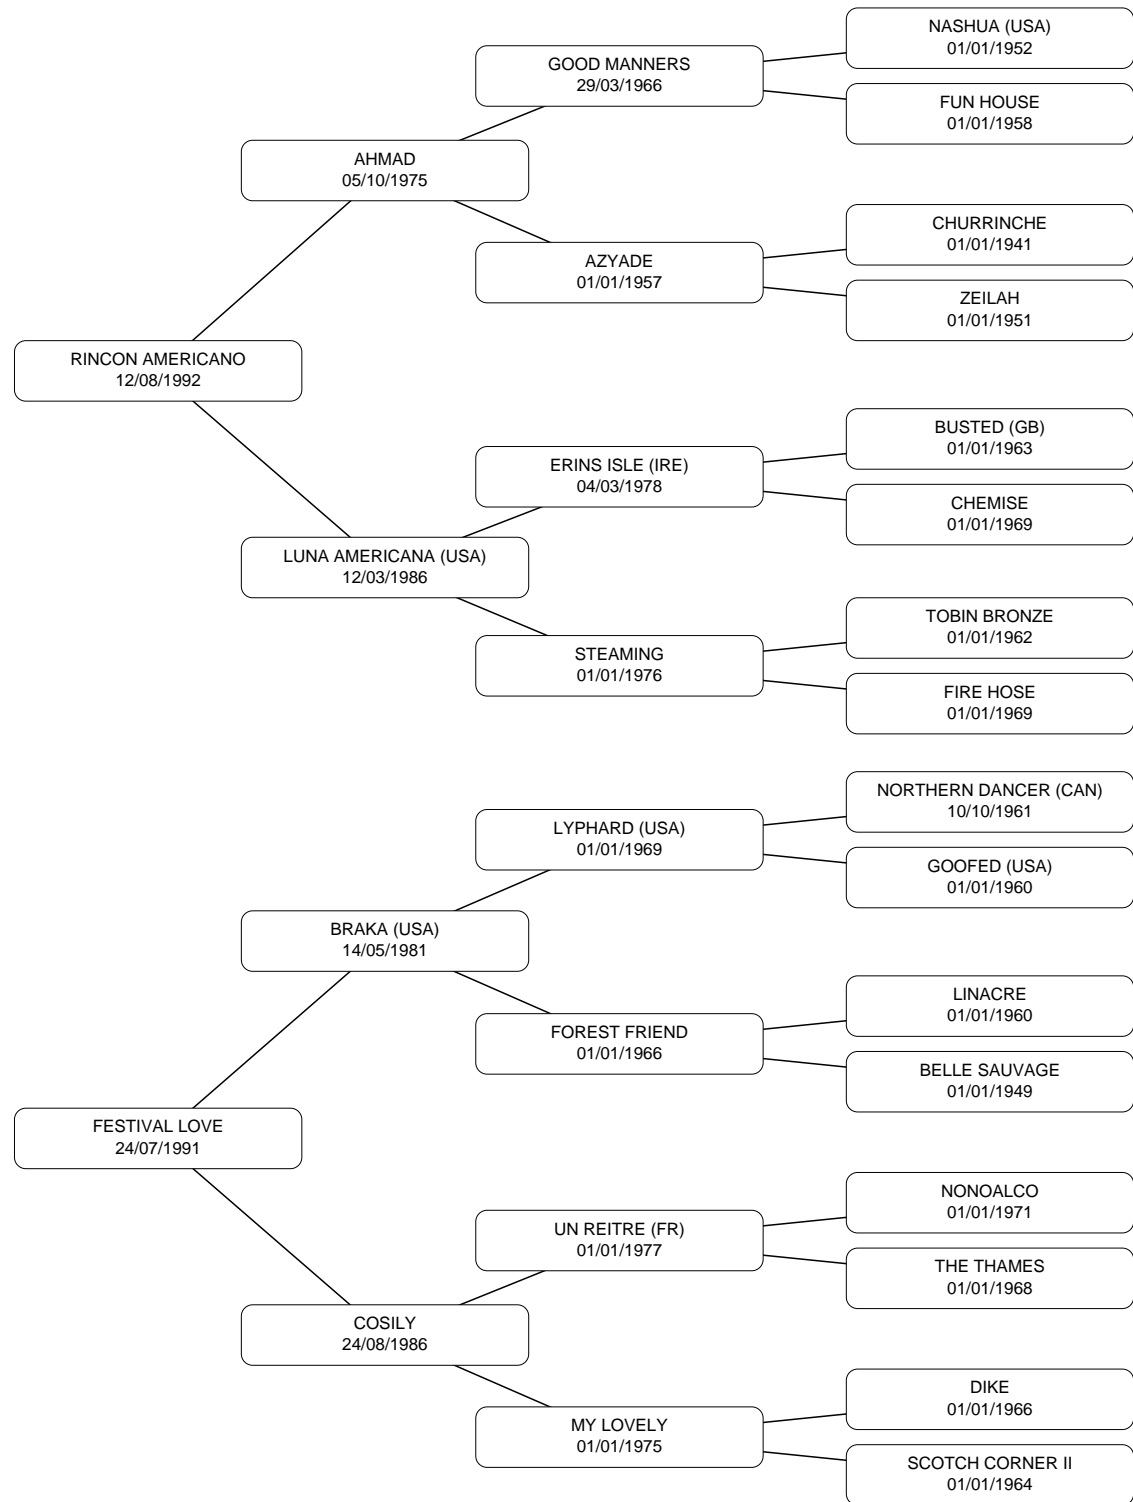 NASHUA (USA)
01/01/1952
GOOD MANNERS
29/03/1966
FUN HOUSE
01/01/1958
AHMAD
05/10/1975
CHURRINCHE
01/01/1941
AZYADE
01/01/1957
ZEILAH
01/01/1951
RINCON AMERICANO
12/08/1992
BUSTED (GB)
01/01/1963
ERINS ISLE (IRE)
04/03/1978
CHEMISE
01/01/1969
LUNA AMERICANA (USA)
12/03/1986
TOBIN BRONZE
01/01/1962
STEAMING
01/01/1976
FIRE HOSE
01/01/1969
NORTHERN DANCER (CAN)
10/10/1961
LYPHARD (USA)
01/01/1969
GOOFED (USA)
01/01/1960
BRAKA (USA)
14/05/1981
LINACRE
01/01/1960
FOREST FRIEND
01/01/1966
BELLE SAUVAGE
01/01/1949
FESTIVAL LOVE
24/07/1991
NONOALCO
01/01/1971
UN REITRE (FR)
01/01/1977
THE THAMES
01/01/1968
COSILY
24/08/1986
DIKE
01/01/1966
MY LOVELY
01/01/1975
SCOTCH CORNER II
01/01/1964